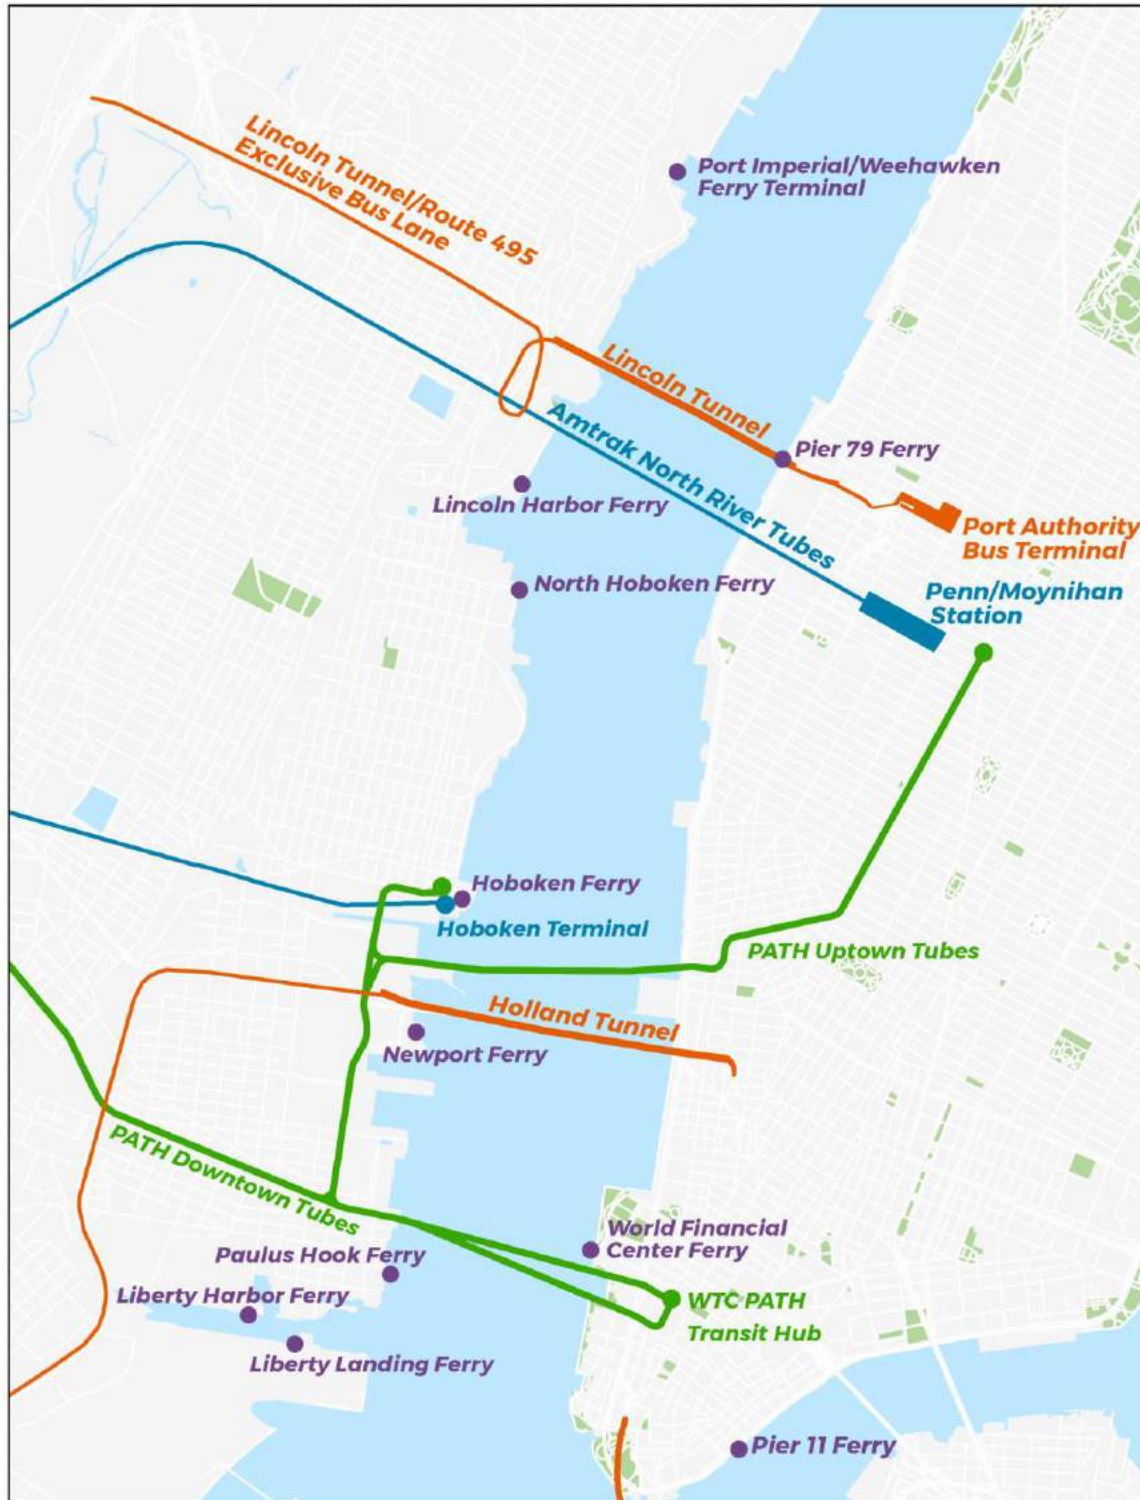 Lincoln Tunnel/Route 495
Exclusive Bus Lane
Port Imperial/Weehawken
Ferry Terminal
Lincoln Tunnel
Pier 79 Ferry
Amtrak North River Tubes
Lincoln Harbor Ferry
Port Authority
Bus Terminal
North Hoboken Ferry
Penn/Moynihan
Station
Hoboken Ferry
Hoboken Terminal
PATH Uptown Tubes
Holland Tunnel
Newport Ferry
PATH Downtown Tubes
World Financial
Center Ferry
Paulus Hook Ferry
Liberty Harbor Ferry
WTC PATH
Transit Hub
Liberty Landing Ferry
Pier 11 Ferry